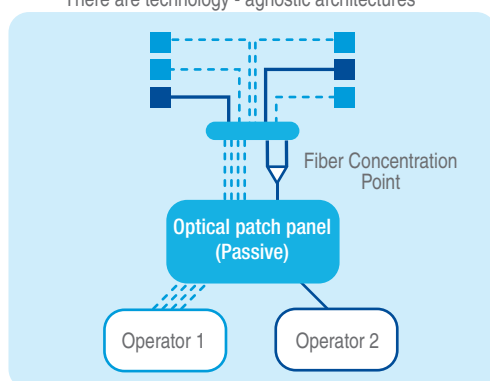 There are technology - agnostic architectures
Fiber Concentration
Point
Optical patch panel
(Passive)
Operator 1
Operator 2